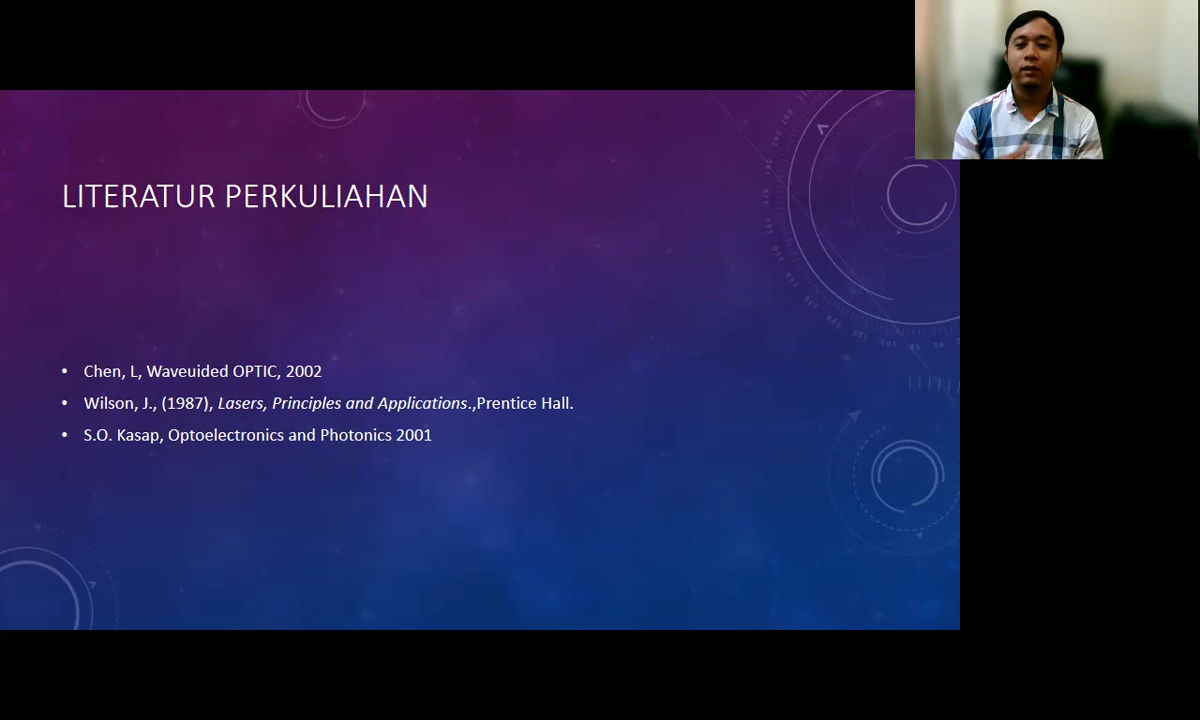 LITERATUR PERKULIAHAN
• Chen, L, Waveuided OPTIC, 2002
• Wilson, J., (1987), Lasers, Principles and Applications.,Prentice Hall.
• S.O. Kasap, Optoelectronics and Photonics 2001